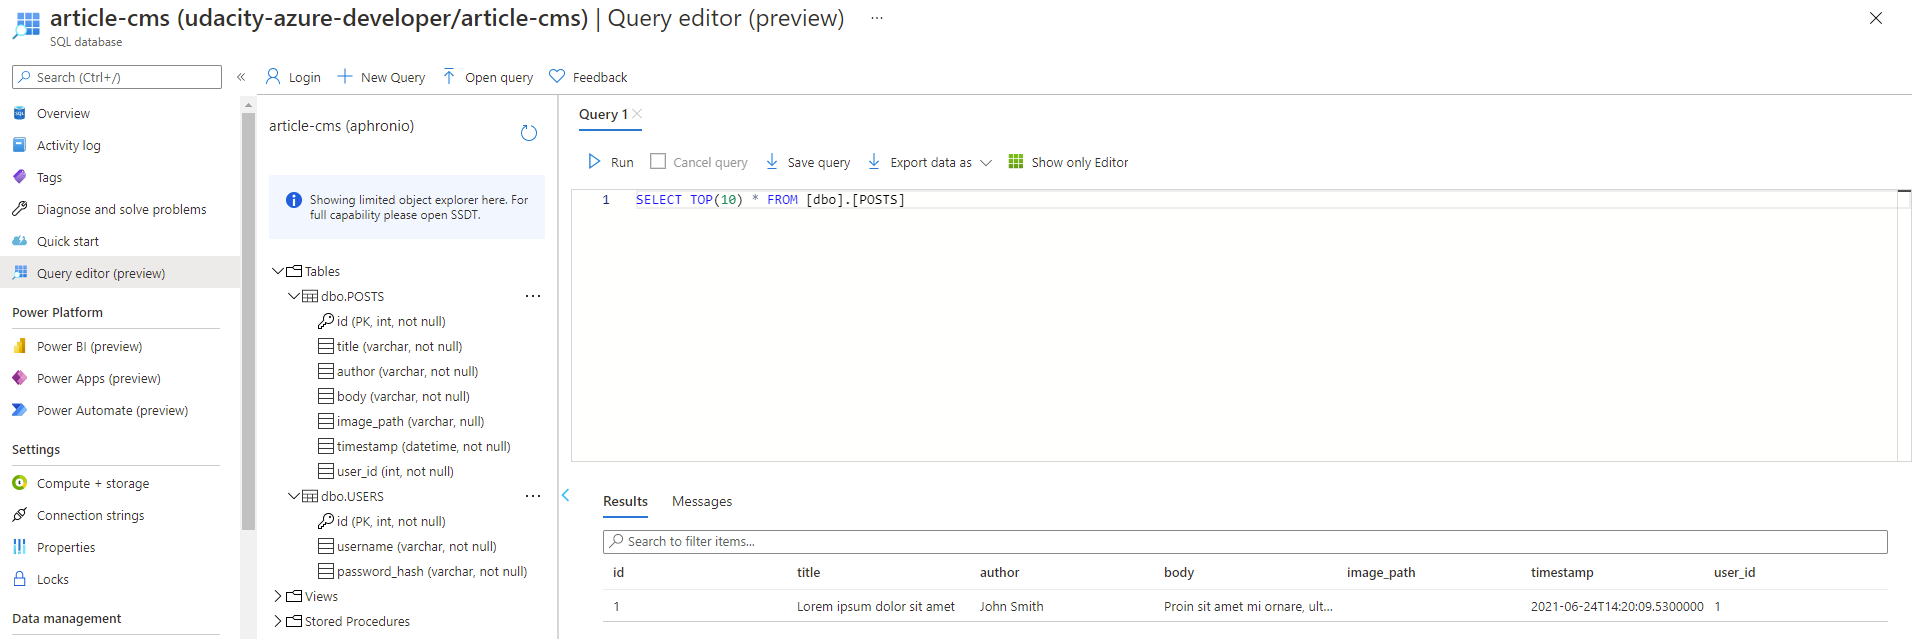 article-cms (udacity-azure-developer/article-cms) | Query editor (preview) ...
SQL database
Search (Ctrl+/)
«
Overview
Activity log
Tags
Diagnose and solve problems
Quick start
Query editor (preview)
Power Platform
Power BI (preview)
Power Apps (preview)
Power Automate (preview)
Settings
Compute + storage
Connection strings
Properties
Locks
Data management
Login New Query Open query Feedback
article-cms (aphronio)
Showing limited object explorer here. For
full capability please open SSDT.
Tables
dbo.POSTS ...
id (PK, int, not null)
title (varchar, not null)
author (varchar, not null)
body (varchar, not null)
image_path (varchar, null)
timestamp (datetime, not null)
user_id (int, not null)
dbo.USERS ...
id (PK, int, not null)
username (varchar, not null)
password_hash (varchar, not null)
Views
Stored Procedures
Query 1
Run Cancel query Save query Export data as Show only Editor
1 SELECT TOP(10) * FROM [dbo].[POSTS]
Results Messages
Search to filter items...
id title author body image_path timestamp user_id
1 Lorem ipsum dolor sit amet John Smith Proin sit amet mi ornare, ult... 2021-06-24T14:20:09.5300000 1